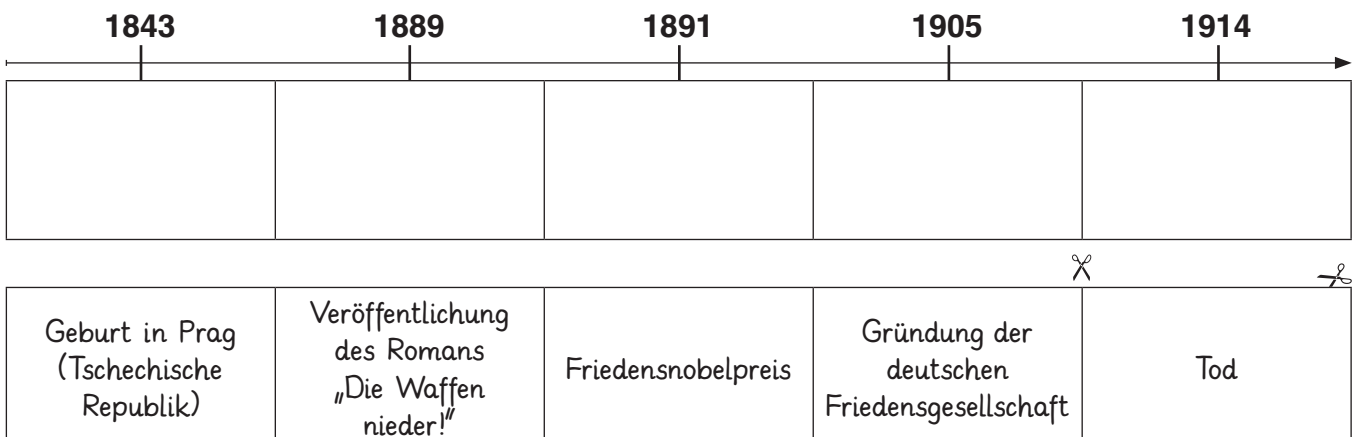 1843 1889 1891 1905 1914
Geburt in Prag
(Tschechische
Republik)
Veröffentlichung
des Romans
„Die Waffen
nieder!"
Friedensnobelpreis
Gründung der
deutschen
Friedensgesellschaft
Tod